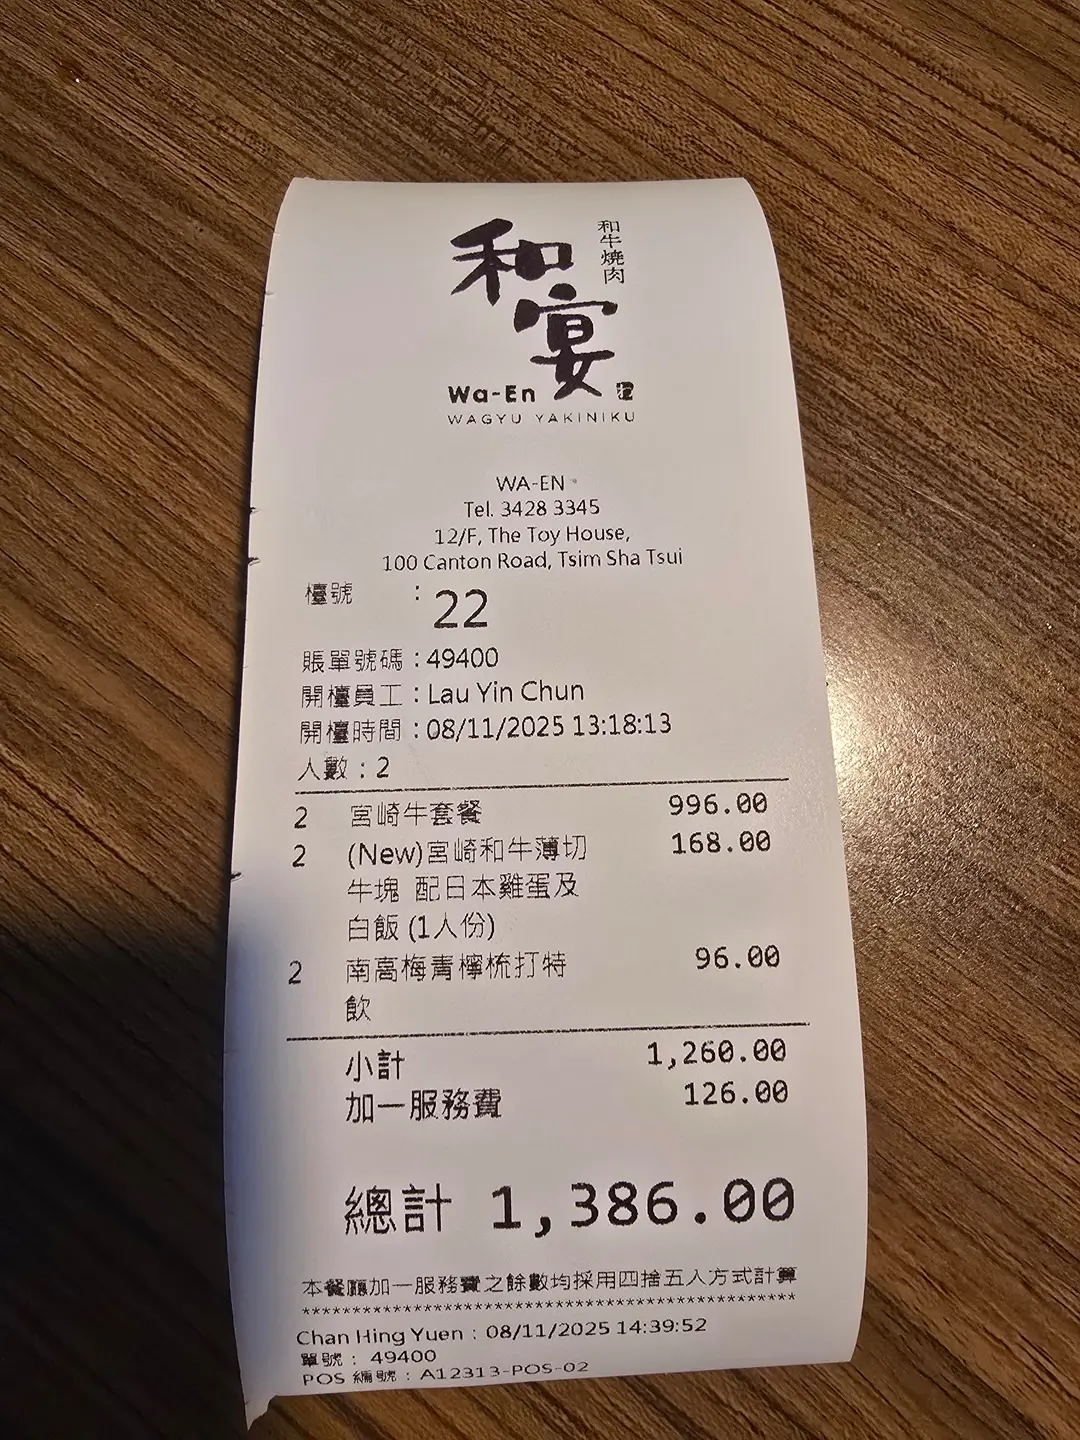 和宴
和牛燒肉
Wa-En
WAGYU YAKINIKU
WA-EN
Tel. 3428 3345
12/F, The Toy House,
100 Canton Road, Tsim Sha Tsui
檯號 : 22
賬單號碼 : 49400
開檯員工 : Lau Yin Chun
開檯時間 : 08/11/2025 13:18:13
人數 : 2
2 宮崎牛套餐 996.00
2 (New)宮崎和牛薄切 168.00
牛塊 配日本雞蛋及
白飯 (1人份)
2 南高梅青檸梳打特 96.00
飲
小計 1,260.00
加一服務費 126.00
總計 1,386.00
本餐廳加一服務費之餘數均採用四捨五入方式計算
**************************************************
Chan Hing Yuen : 08/11/2025 14:39:52
單號 : 49400
POS 編號 : A12313-POS-02